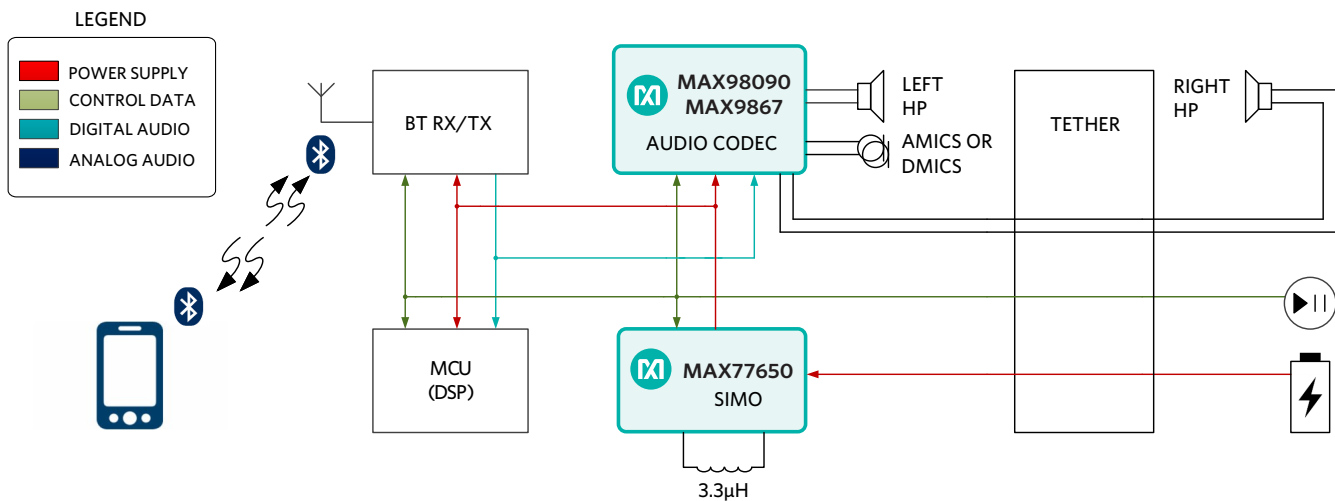 LEGEND
POWER SUPPLY
CONTROL DATA
DIGITAL AUDIO
ANALOG AUDIO
BT RX/TX
MAX98090
MAX9867
AUDIO CODEC
LEFT
HP
AMICS OR
DMICS
TETHER
RIGHT
HP
MCU
(DSP)
MAX77650
SIMO
3.3µH